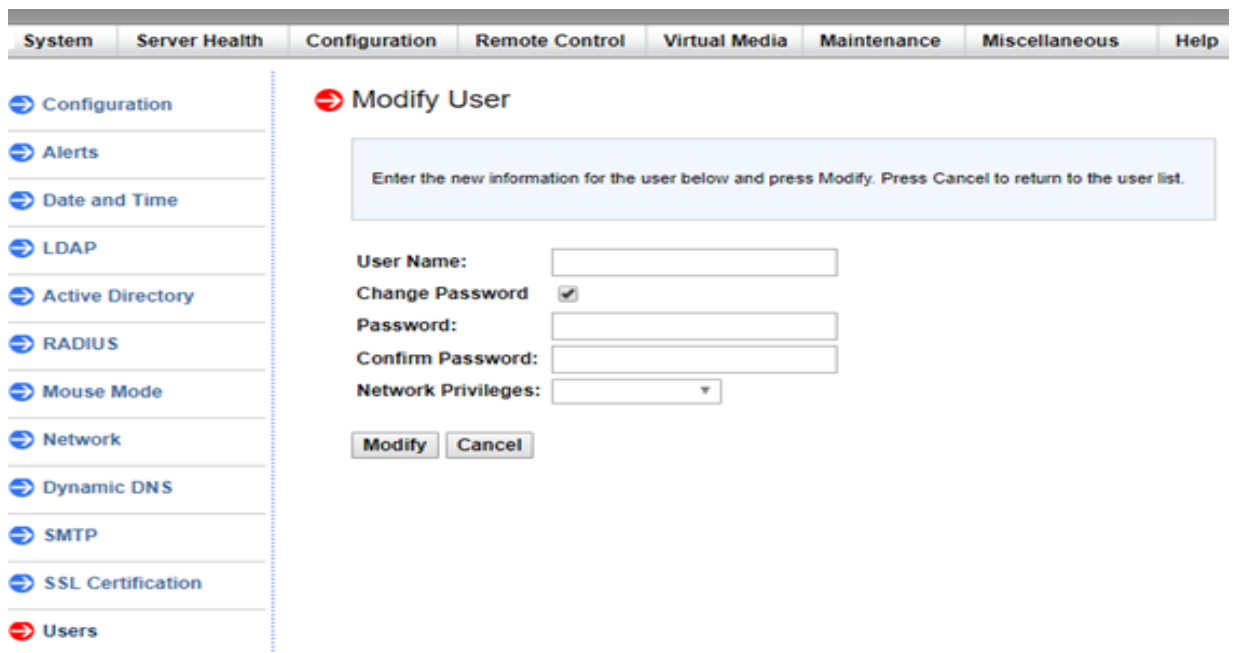 System Server Health Configuration Remote Control Virtual Media Maintenance Miscellaneous Help
Configuration
Alerts
Date and Time
LDAP
Active Directory
RADIUS
Mouse Mode
Network
Dynamic DNS
SMTP
SSL Certification
Users
Modify User
Enter the new information for the user below and press Modify. Press Cancel to return to the user list.
User Name:
Change Password
Password:
Confirm Password:
Network Privileges:
Modify Cancel